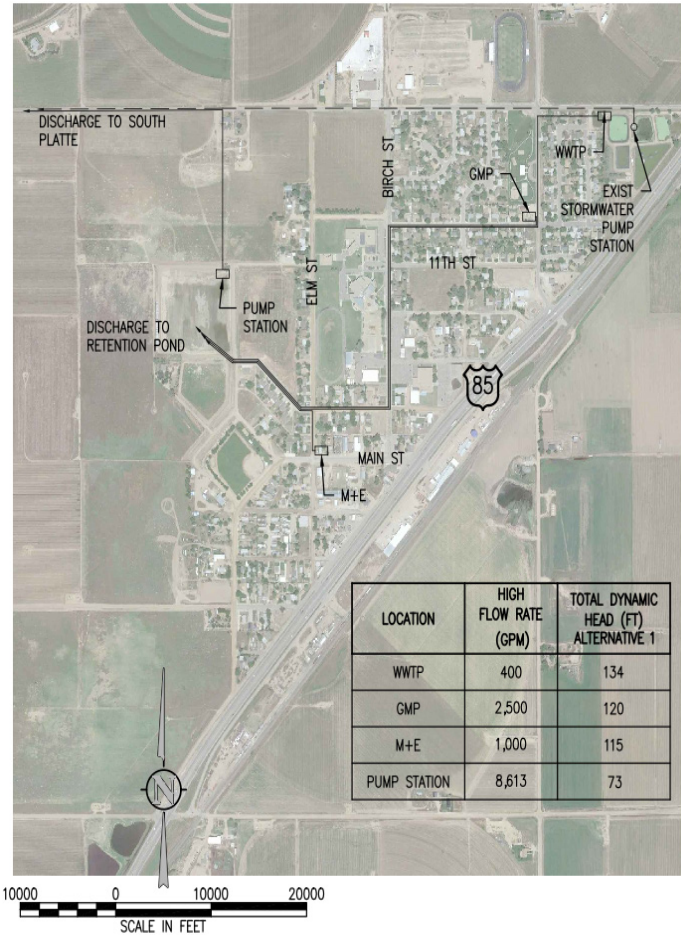 DISCHARGE TO SOUTH
PLATTE
BIRCH ST
WWTP
GMP
EXIST
STORMWATER
PUMP
STATION
11TH ST
ELM ST
PUMP
STATION
DISCHARGE TO
RETENTION POND
85
MAIN ST
M+E
LOCATION
HIGH
FLOW RATE
(GPM)
TOTAL DYNAMIC
HEAD (FT)
ALTERNATIVE 1
WWTP 400 134
GMP 2,500 120
M+E 1,000 115
PUMP STATION 8,613 73
N
10000 0 10000 20000
SCALE IN FEET